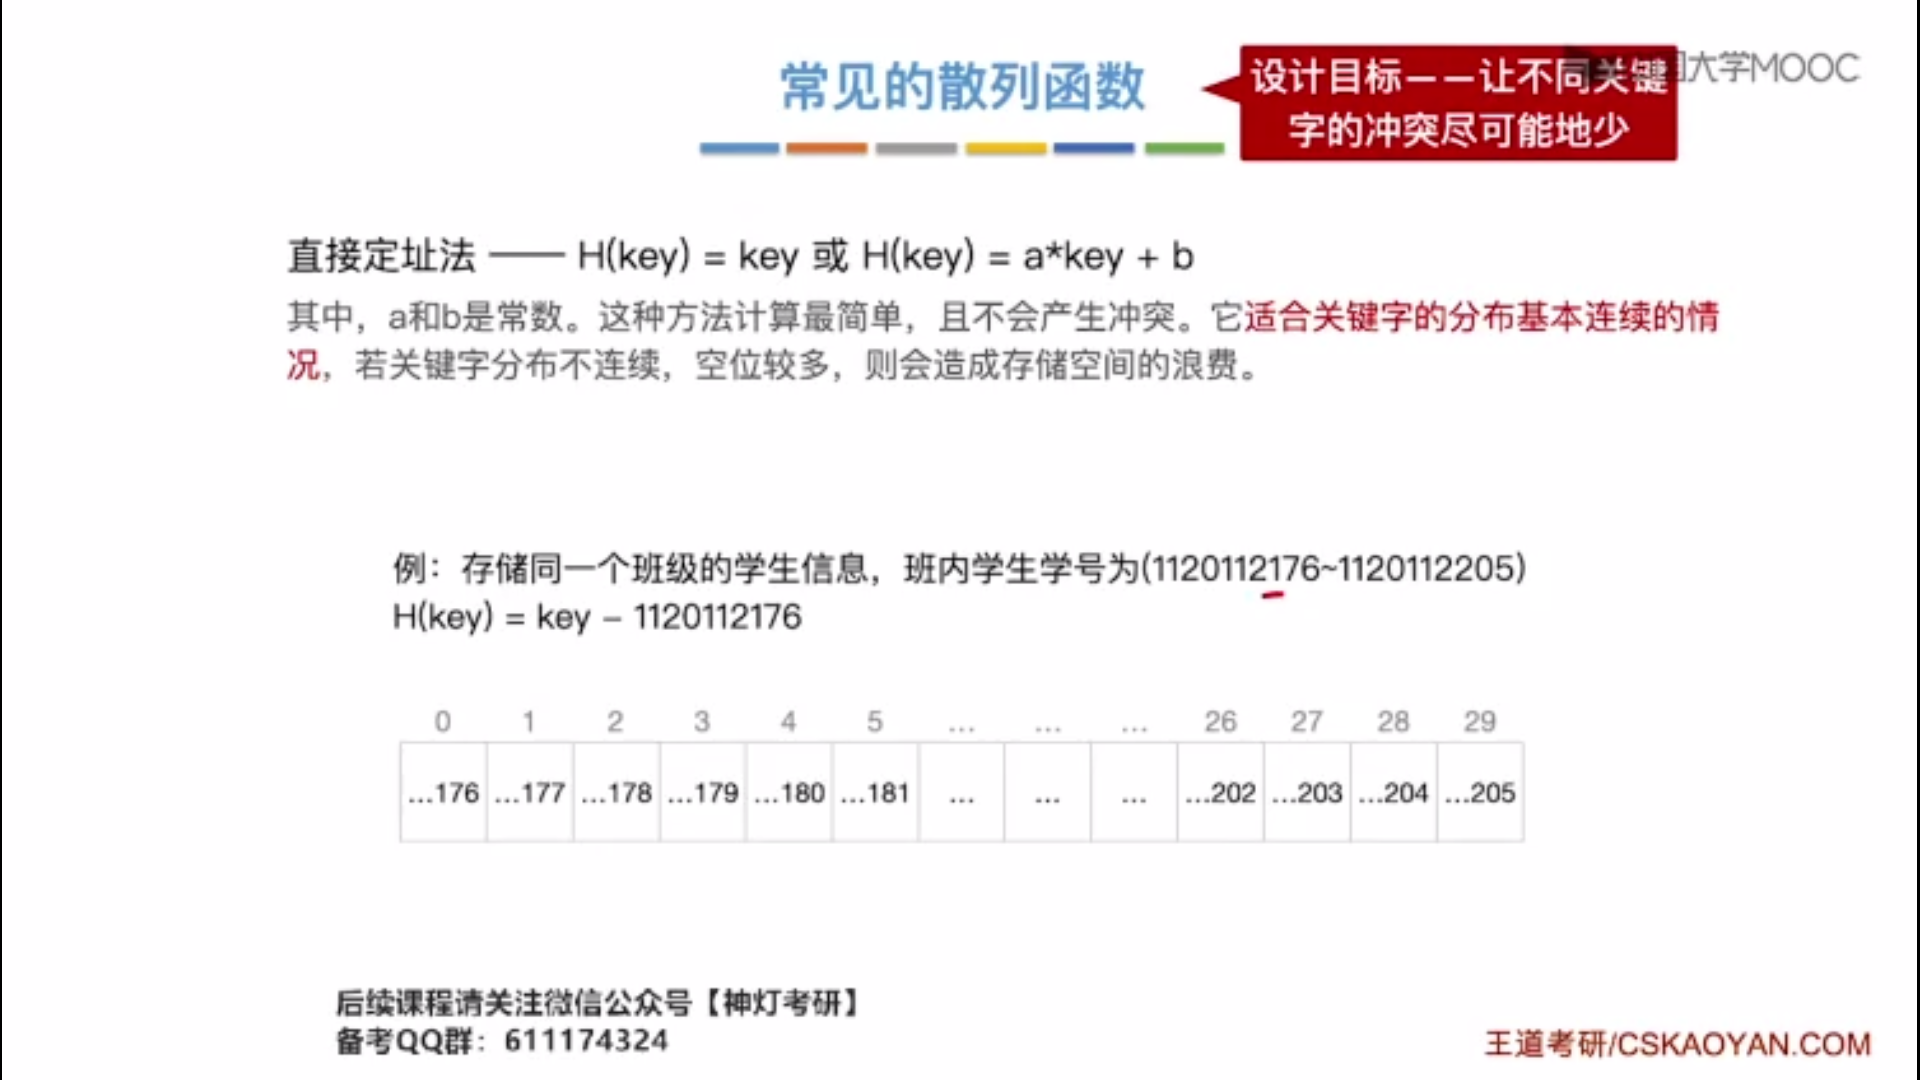 常见的散列函数
设计目标——让不同关键
字的冲突尽可能地少
国大学MOOC
直接定址法 —— H(key) = key 或 H(key) = a*key + b
其中，a和b是常数。这种方法计算最简单，且不会产生冲突。它适合关键字的分布基本连续的情
况，若关键字分布不连续，空位较多，则会造成存储空间的浪费。
例：存储同一个班级的学生信息，班内学生学号为(1120112176~1120112205)
H(key) = key – 1120112176
0 1 2 3 4 5 ... ... ... 26 27 28 29
...176 ...177 ...178 ...179 ...180 ...181 ... ... ... ...202 ...203 ...204 ...205
后续课程请关注微信公众号【神灯考研】
备考QQ群：611174324
王道考研/CSKAOYAN.COM